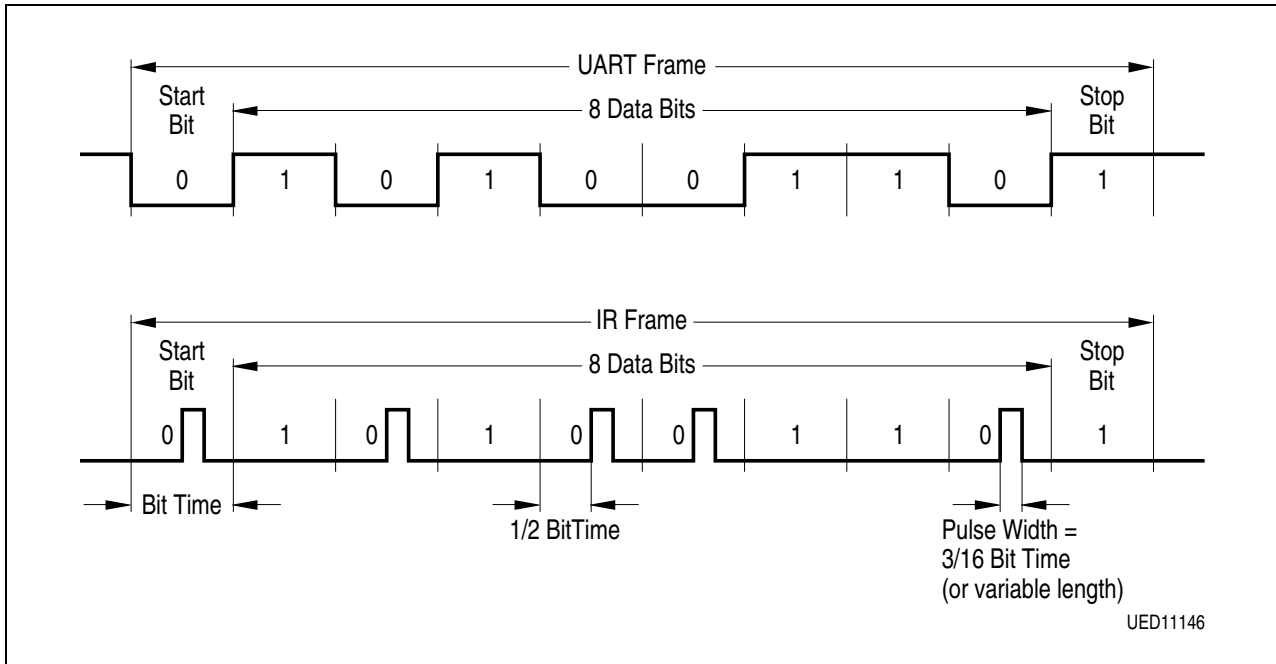 UART Frame
Start
Bit
8 Data Bits
Stop
Bit
0 1 0 1 0 0 1 1 0 1
IR Frame
Start
Bit
8 Data Bits
Stop
Bit
0 1 0 1 0 0 1 1 0 1
Bit Time
1/2 BitTime
Pulse Width =
3/16 Bit Time
(or variable length)
UED11146